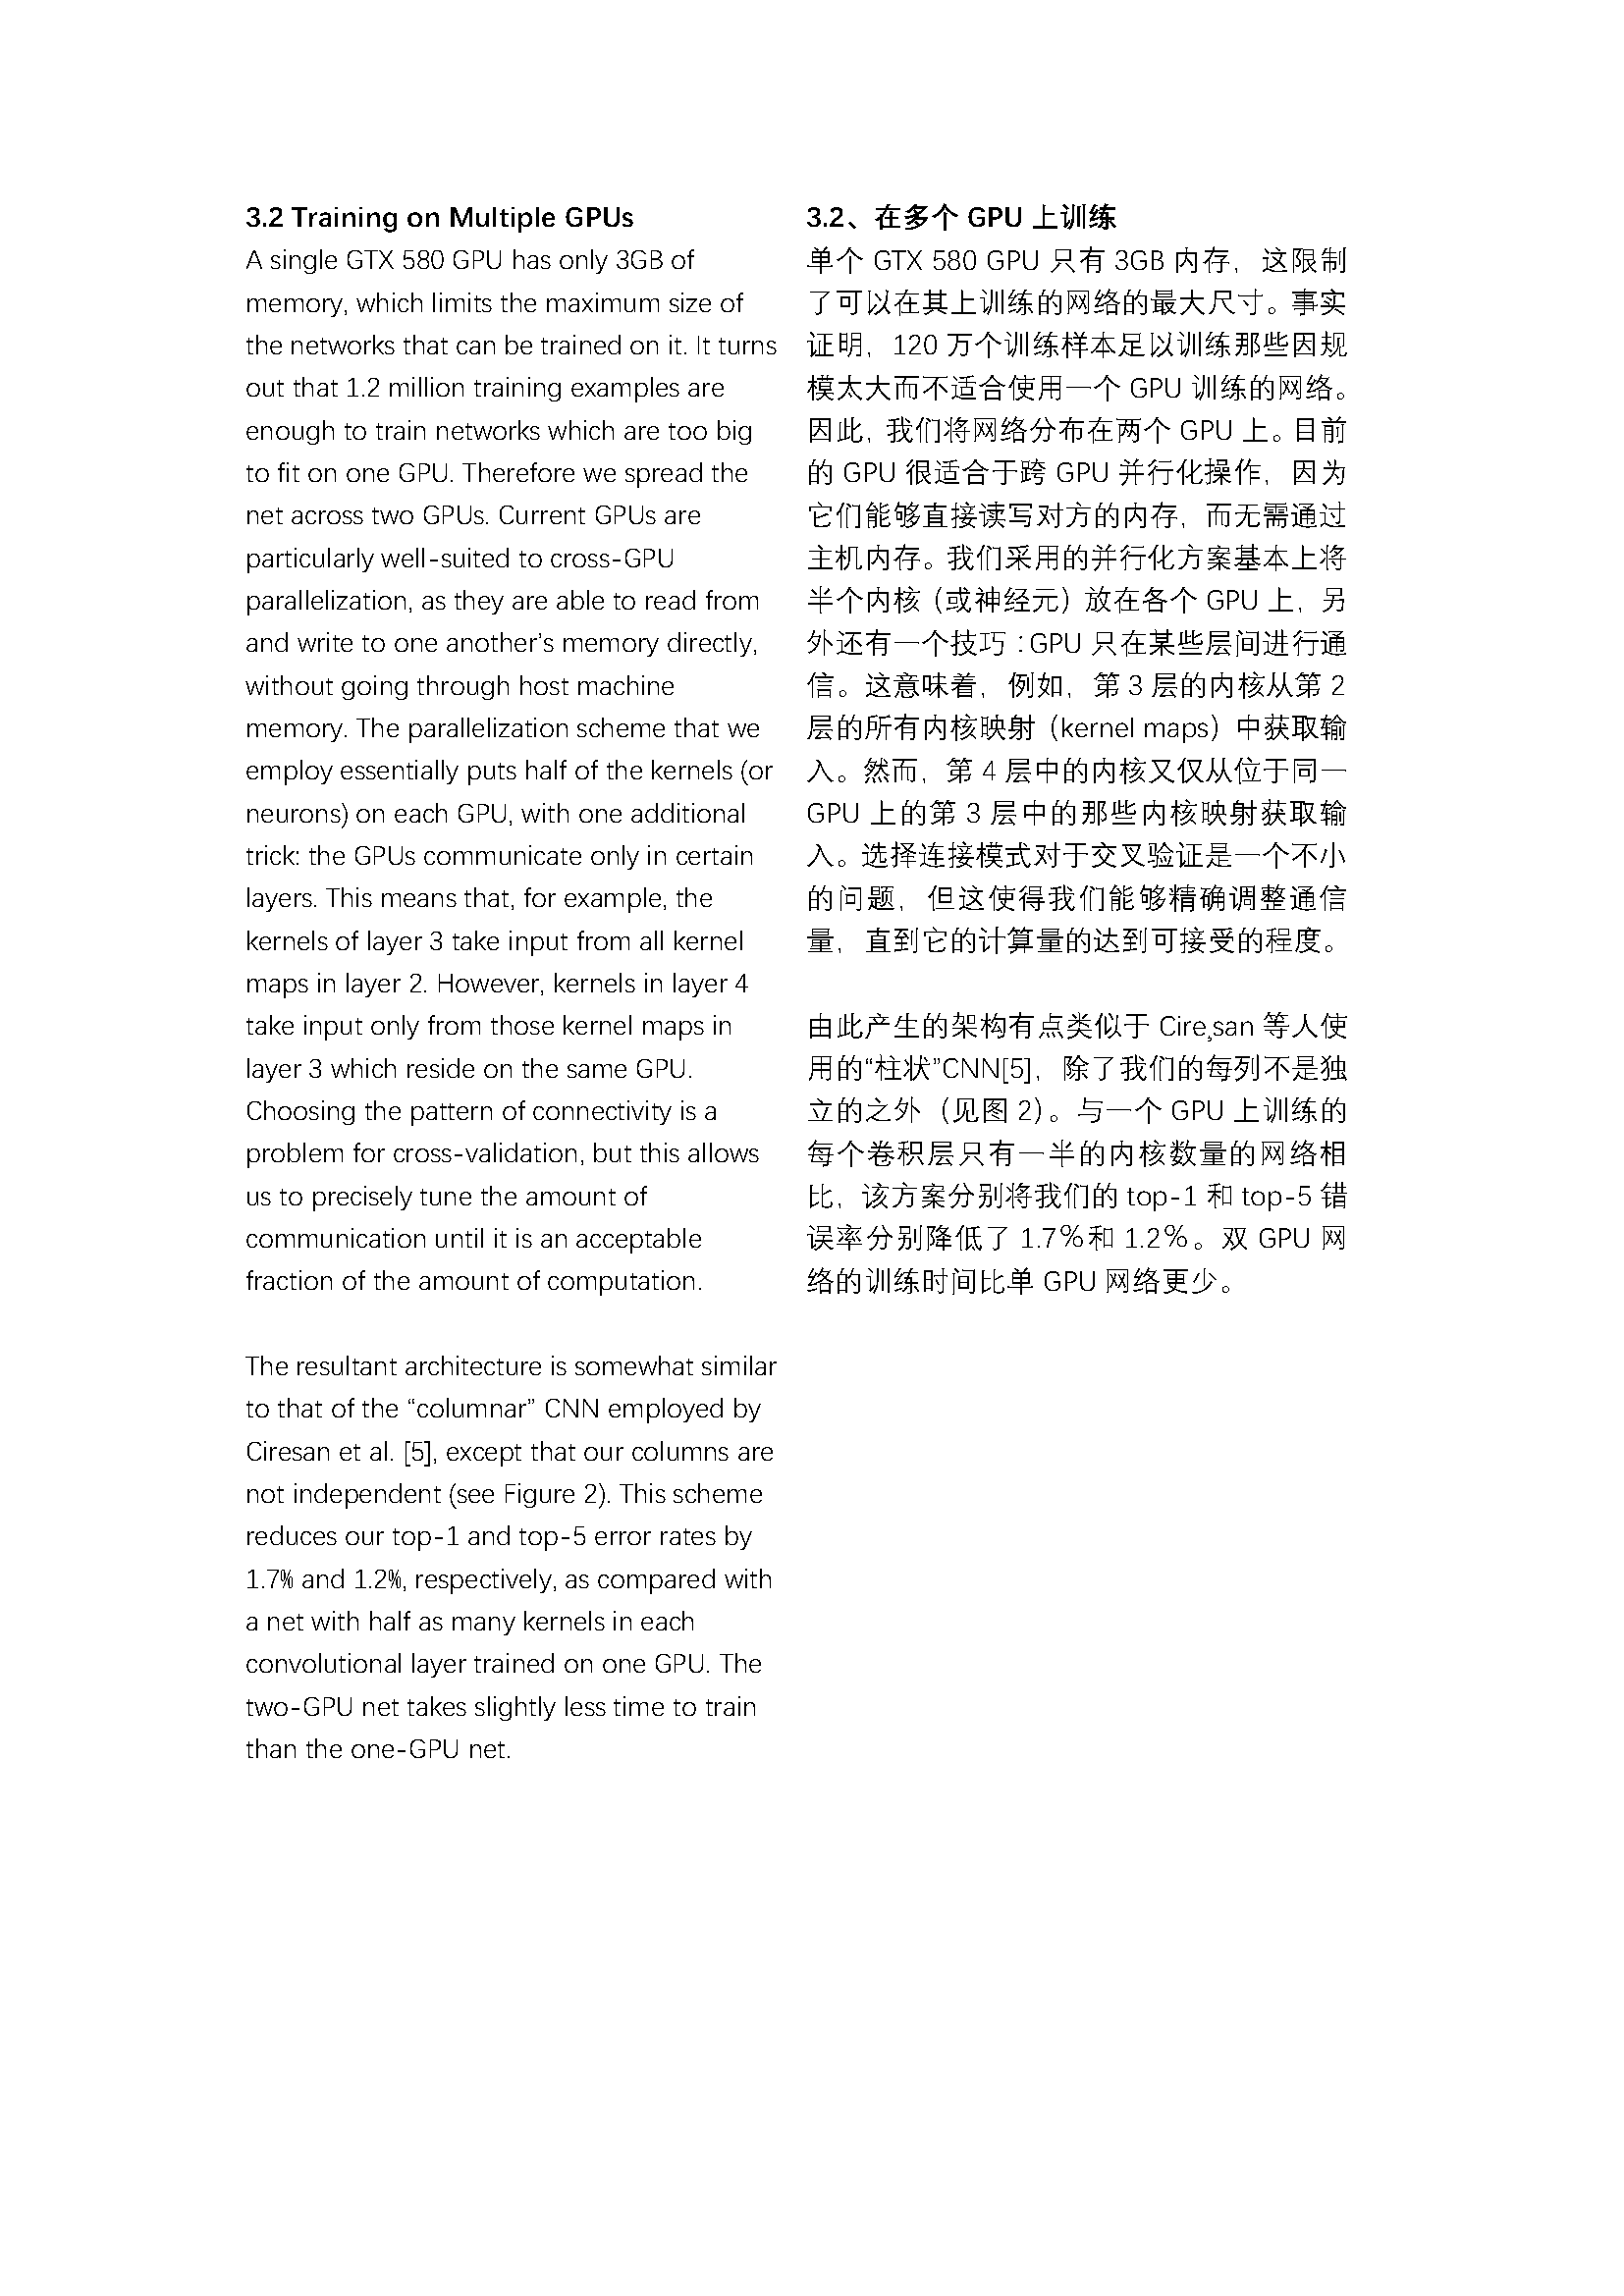 3.2 Training on Multiple GPUs
A single GTX 580 GPU has only 3GB of
memory, which limits the maximum size of
the networks that can be trained on it. It turns
out that 1.2 million training examples are
enough to train networks which are too big
to fit on one GPU. Therefore we spread the
net across two GPUs. Current GPUs are
particularly well-suited to cross-GPU
parallelization, as they are able to read from
and write to one another’s memory directly,
without going through host machine
memory. The parallelization scheme that we
employ essentially puts half of the kernels (or
neurons) on each GPU, with one additional
trick: the GPUs communicate only in certain
layers. This means that, for example, the
kernels of layer 3 take input from all kernel
maps in layer 2. However, kernels in layer 4
take input only from those kernel maps in
layer 3 which reside on the same GPU.
Choosing the pattern of connectivity is a
problem for cross-validation, but this allows
us to precisely tune the amount of
communication until it is an acceptable
fraction of the amount of computation.
The resultant architecture is somewhat similar
to that of the “columnar” CNN employed by
Ciresan et al. [5], except that our columns are
not independent (see Figure 2). This scheme
reduces our top-1 and top-5 error rates by
1.7% and 1.2%, respectively, as compared with
a net with half as many kernels in each
convolutional layer trained on one GPU. The
two-GPU net takes slightly less time to train
than the one-GPU net.
3.2、在多个 GPU 上训练
单个 GTX 580 GPU 只有 3GB 内存，这限制
了可以在其上训练的网络的最大尺寸。事实
证明，120 万个训练样本足以训练那些因规
模太大而不适合使用一个 GPU 训练的网络。
因此，我们将网络分布在两个 GPU 上。目前
的 GPU 很适合于跨 GPU 并行化操作，因为
它们能够直接读写对方的内存，而无需通过
主机内存。我们采用的并行化方案基本上将
半个内核（或神经元）放在各个 GPU 上，另
外还有一个技巧：GPU 只在某些层间进行通
信。这意味着，例如，第 3 层的内核从第 2
层的所有内核映射（kernel maps）中获取输
入。然而，第 4 层中的内核又仅从位于同一
GPU 上的第 3 层中的那些内核映射获取输
入。选择连接模式对于交叉验证是一个不小
的问题，但这使得我们能够精确调整通信
量，直到它的计算量的达到可接受的程度。
由此产生的架构有点类似于 Cire¸san 等人使
用的“柱状”CNN[5]，除了我们的每列不是独
立的之外（见图 2）。与一个 GPU 上训练的
每个卷积层只有一半的内核数量的网络相
比，该方案分别将我们的 top-1 和 top-5 错
误率分别降低了 1.7％和 1.2％。双 GPU 网
络的训练时间比单 GPU 网络更少。